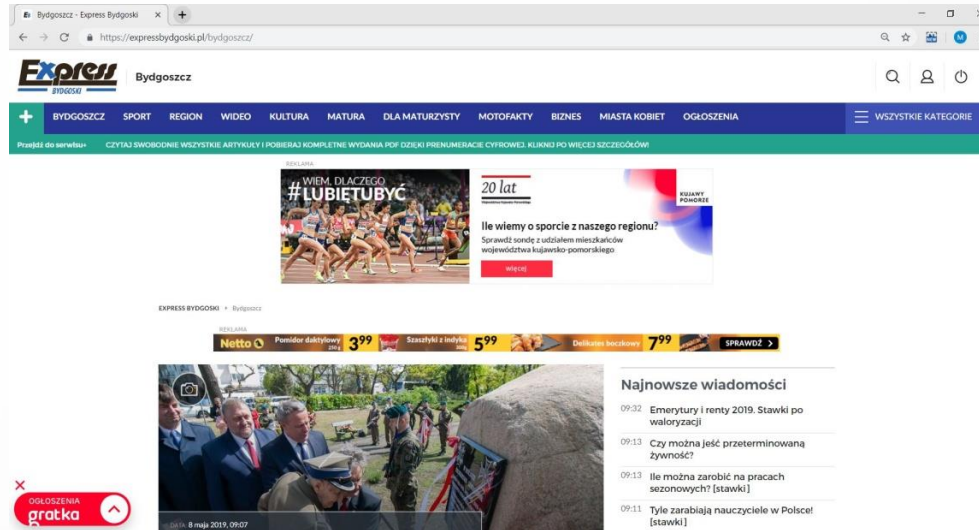 Bydgoszcz - Express Bydgoski
https://expressbydgoski.pl/bydgoszcz/
Express
BYDGOSKI
Bydgoszcz
BYDGOSZCZ SPORT REGION WIDEO KULTURA MATURA DLA MATURZYSTY MOTOFAKTY BIZNES MIASTA KOBIET OGŁOSZENIA WSZYSTKIE KATEGORIE
Przejdź do serwisu+ CZYTAJ SWOBODNIE WSZYSTKIE ARTYKUŁY I POBIERAJ KOMPLETNE WYDANIA PDF DZIĘKI PRENUMERACIE CYFROWEJ. KLIKNIJ PO WIĘCEJ SZCZEGÓŁÓW!
REKLAMA
WIEM, DLACZEGO
#LUBIĘTUBYĆ
20 lat
KUJAWY
POMORZE
Ile wiemy o sporcie z naszego regionu?
Sprawdź sondę z udziałem mieszkańców
województwa kujawsko-pomorskiego
więcej
EXPRESS BYDGOSKI Bydgoszcz
REKLAMA
Netto Pomidor daktylowy 250 g 3⁹⁹ Szaszłyki z indyka 5⁹⁹ Delikates boczkowy 7⁹⁹ SPRAWDŹ
Najnowsze wiadomości
09:32 Emerytury i renty 2019. Stawki po
waloryzacji
09:13 Czy można jeść przeterminowaną
żywność?
09:13 Ile można zarobić na pracach
sezonowych? [stawki]
09:11 Tyle zarabiają nauczyciele w Polsce!
[stawki]
OGŁOSZENIA
gratka
DATA: 8 maja 2019, 09:07